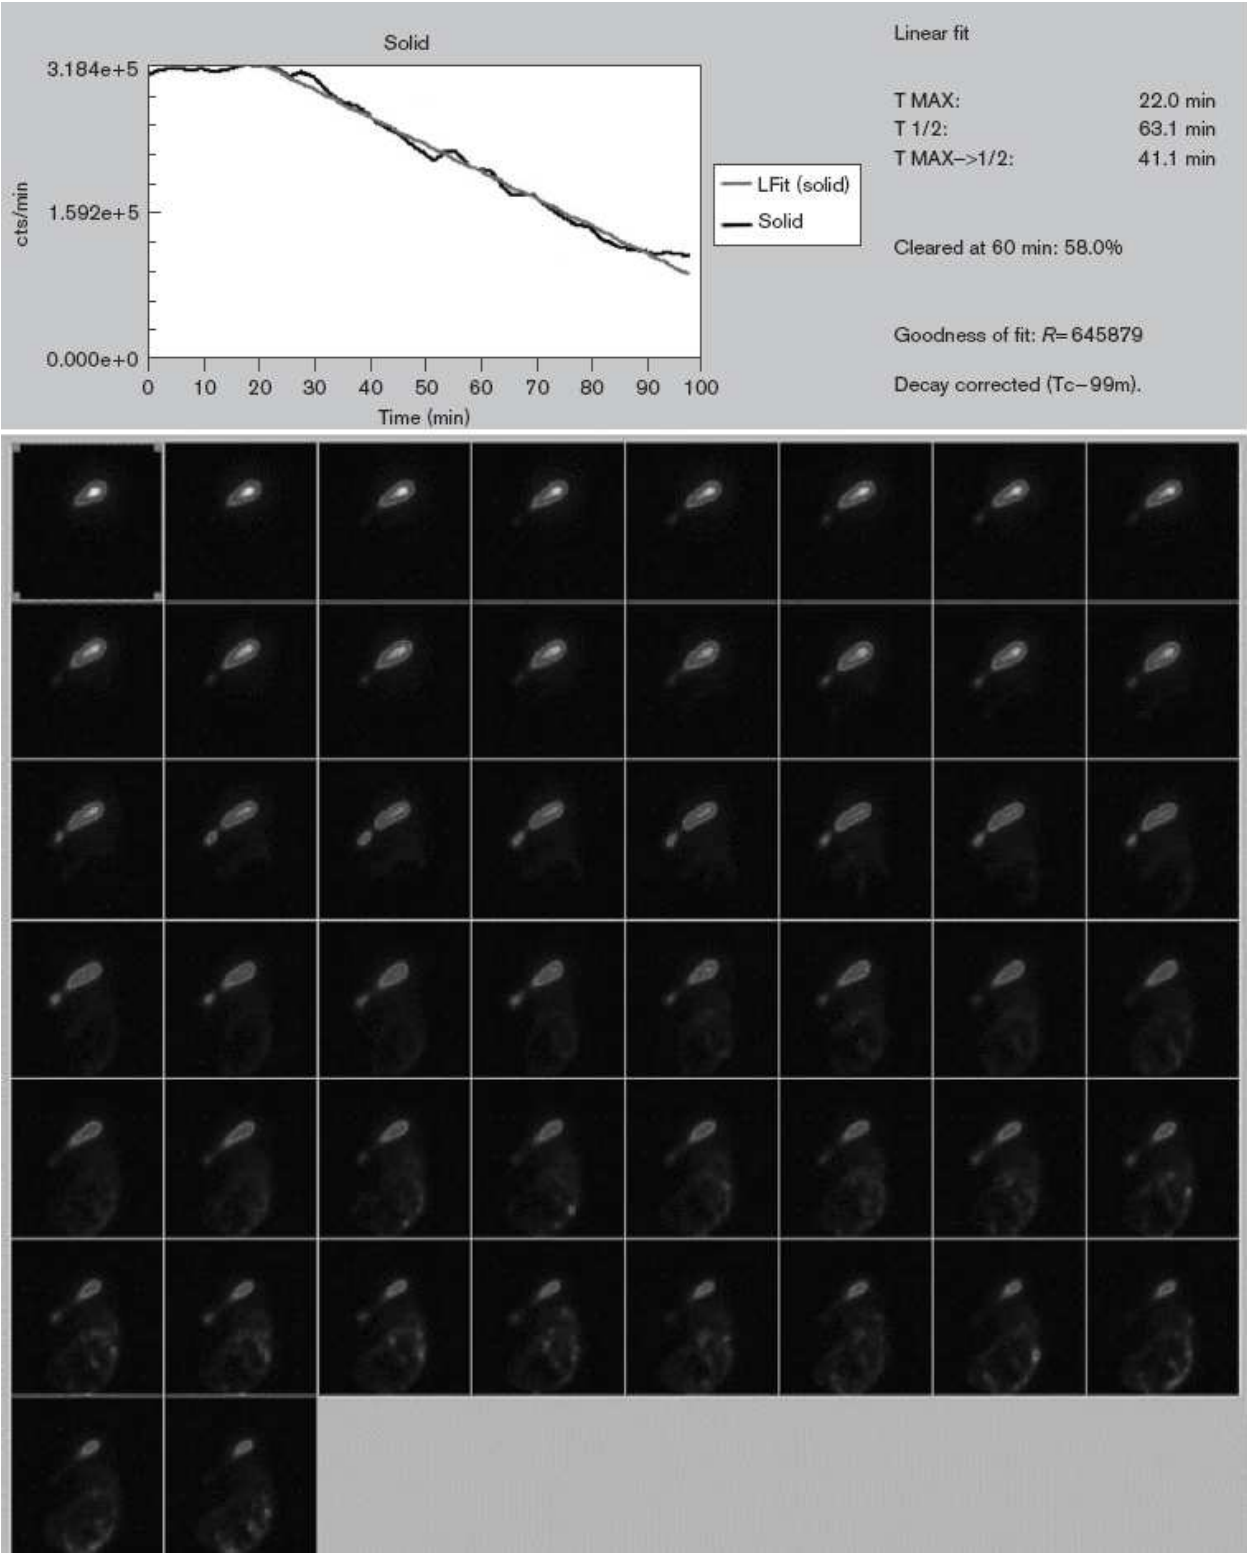 Solid
3.184e+5
1.592e+5
0.000e+0
cts/min
0 10 20 30 40 50 60 70 80 90 100
Time (min)
LFit (solid)
Solid
Linear fit
T MAX: 22.0 min
T 1/2: 63.1 min
T MAX–>1/2: 41.1 min
Cleared at 60 min: 58.0%
Goodness of fit: R=645879
Decay corrected (Tc–99m).